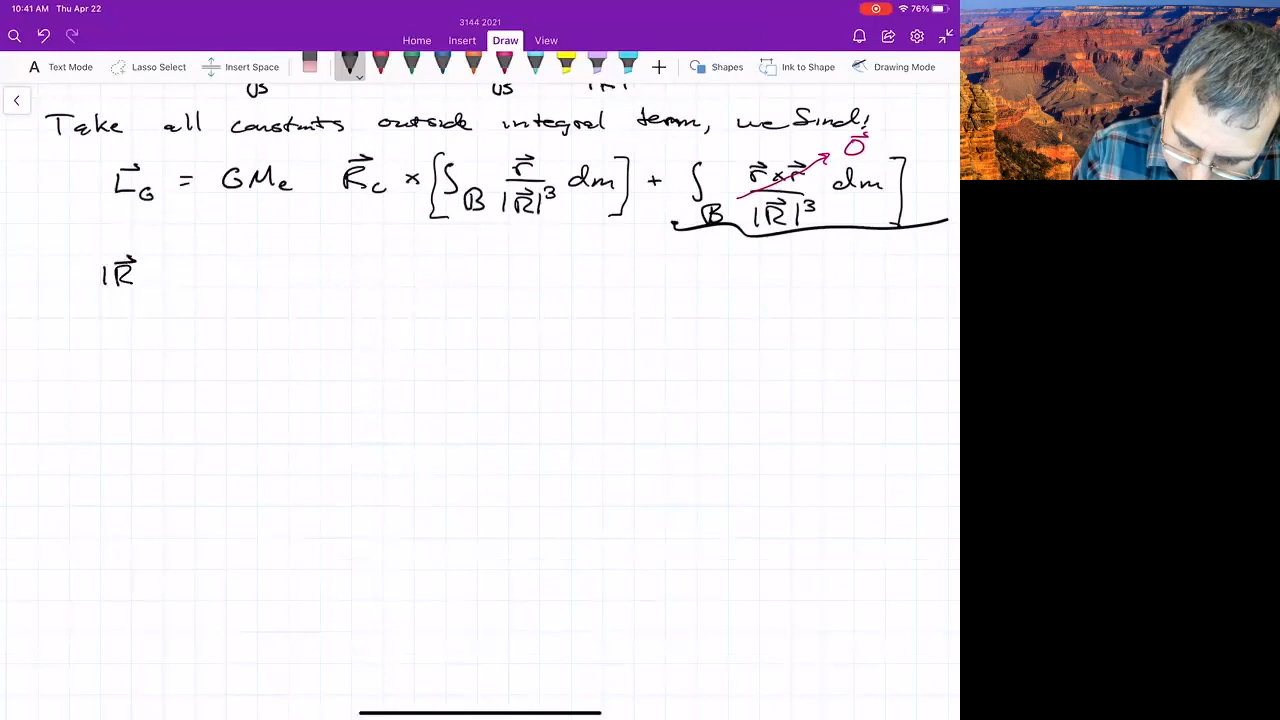 10:41 AM Thu Apr 22
76%
3144 2021
Home Insert Draw View
Text Mode Lasso Select Insert Space Shapes Ink to Shape Drawing Mode
Take all constants outside integral term, we find:
L⃗_G = GMe R⃗c × [∫_B r⃗/|R⃗|³ dm] + ∫_B r⃗×r⃗/|R⃗|³ dm] 0⃗
|R⃗